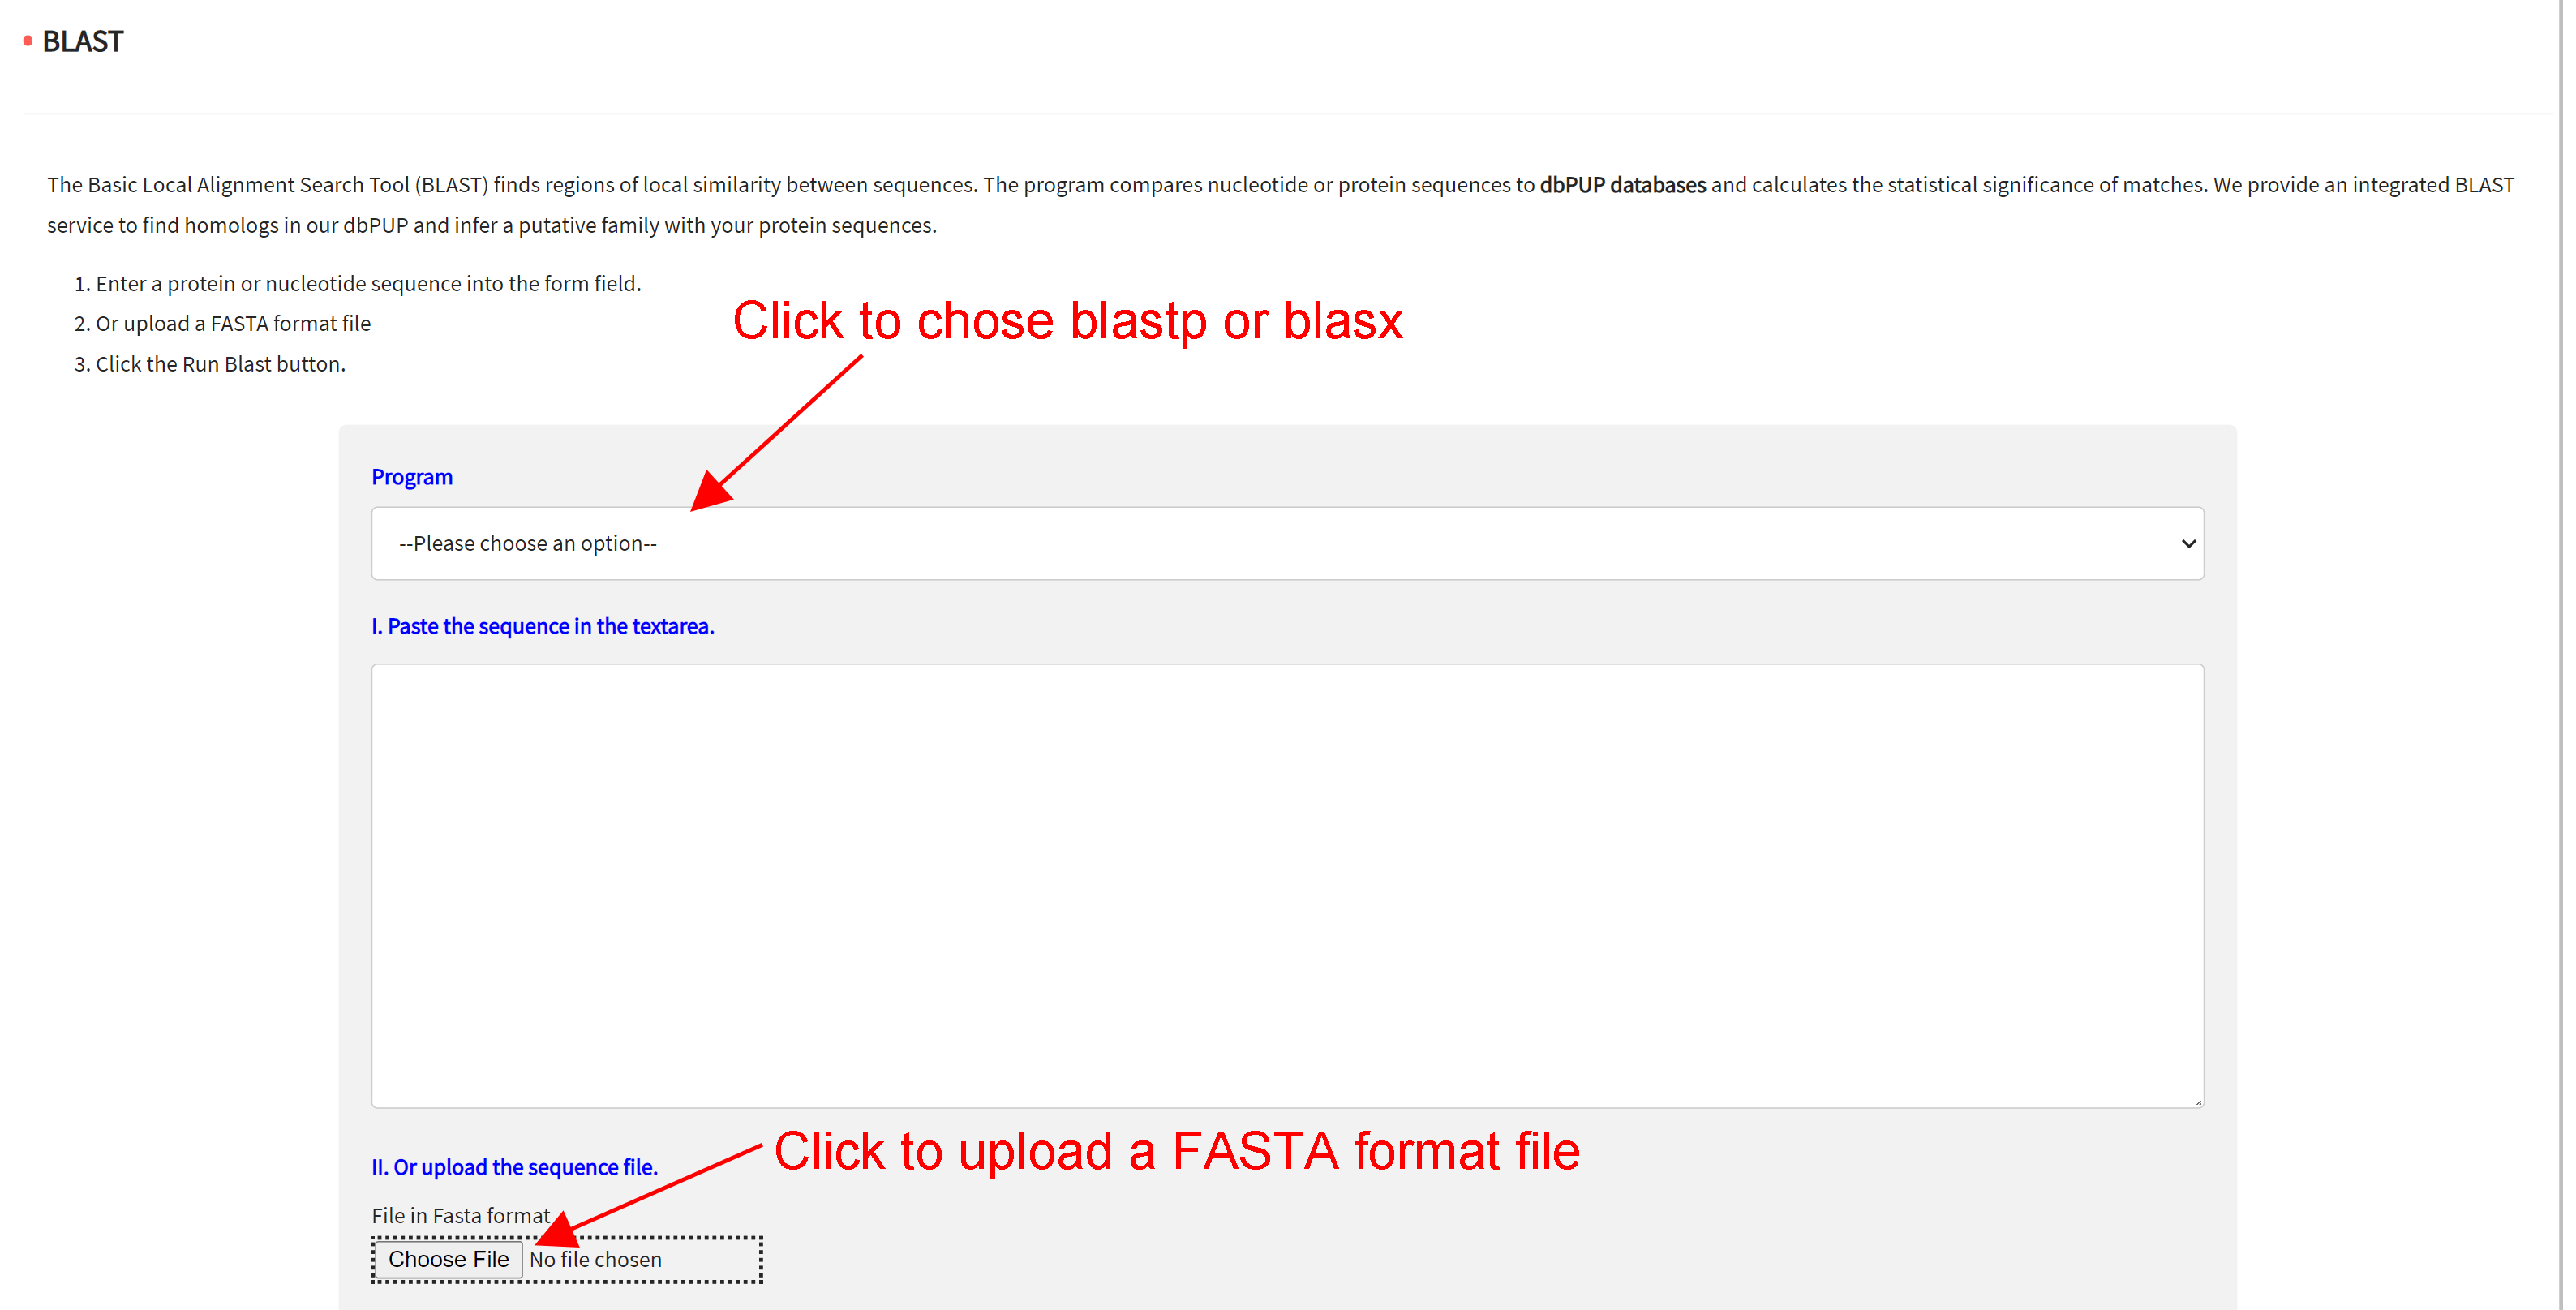 BLAST
The Basic Local Alignment Search Tool (BLAST) finds regions of local similarity between sequences. The program compares nucleotide or protein sequences to dbPUP databases and calculates the statistical significance of matches. We provide an integrated BLAST
service to find homologs in our dbPUP and infer a putative family with your protein sequences.
1. Enter a protein or nucleotide sequence into the form field.
2. Or upload a FASTA format file
3. Click the Run Blast button.
Click to chose blastp or blasx
Program
--Please choose an option--
I. Paste the sequence in the textarea.
Click to upload a FASTA format file
II. Or upload the sequence file.
File in Fasta format
Choose File No file chosen